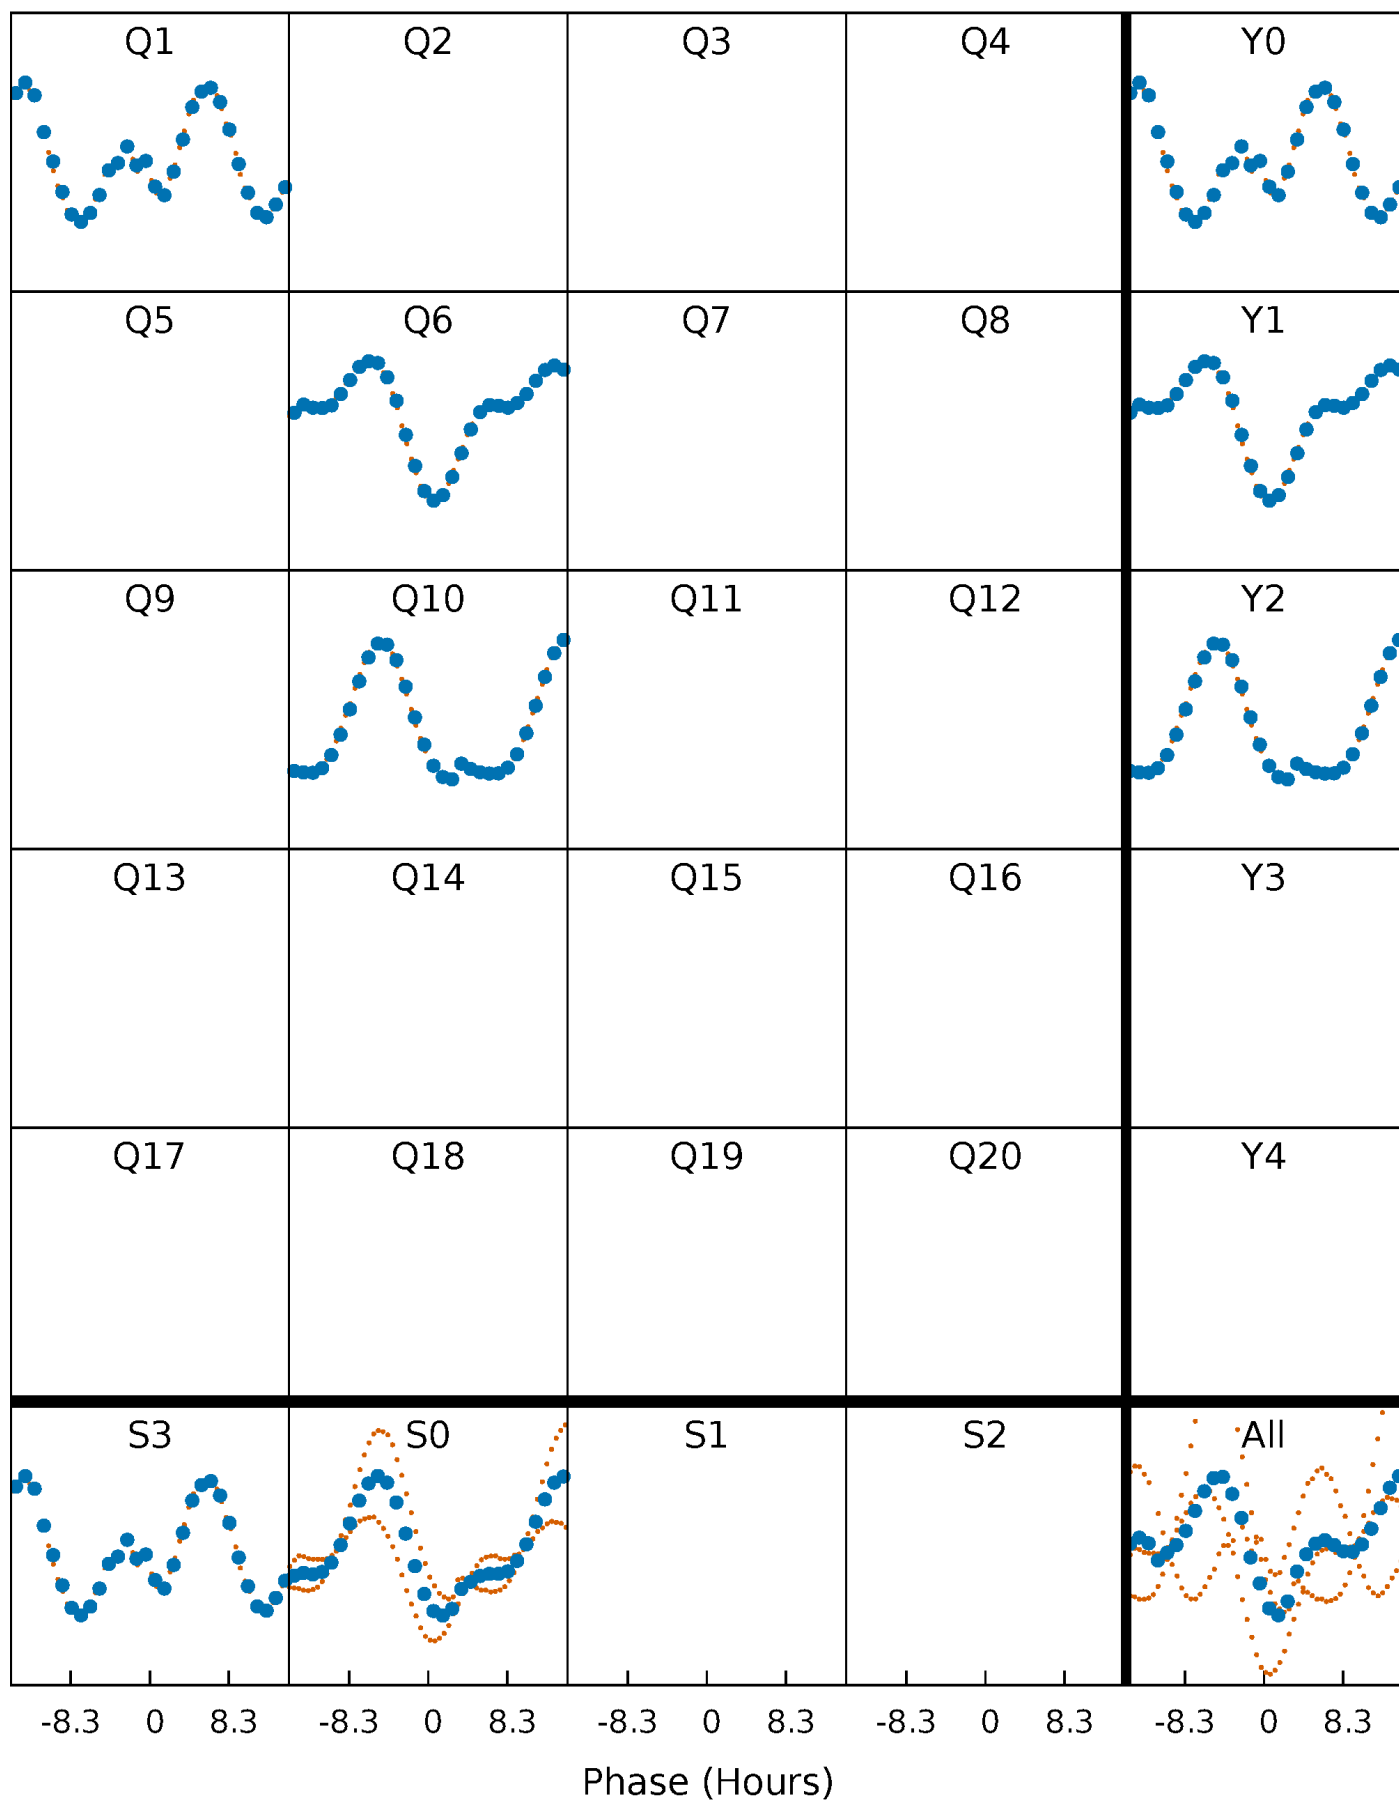 Q1 Q2 Q3 Q4 Y0
Q5 Q6 Q7 Q8 Y1
Q9 Q10 Q11 Q12 Y2
Q13 Q14 Q15 Q16 Y3
Q17 Q18 Q19 Q20 Y4
S3 S0 S1 S2 All
-8.3 0 8.3 -8.3 0 8.3 -8.3 0 8.3 -8.3 0 8.3 -8.3 0 8.3
Phase (Hours)